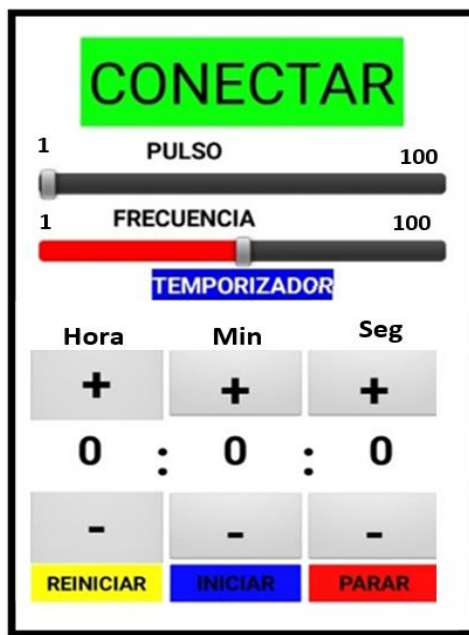 CONECTAR
PULSO
1 100
FRECUENCIA
1 100
TEMPORIZADOR
Hora Min Seg
+ + +
0 : 0 : 0
- - -
REINICIAR INICIAR PARAR